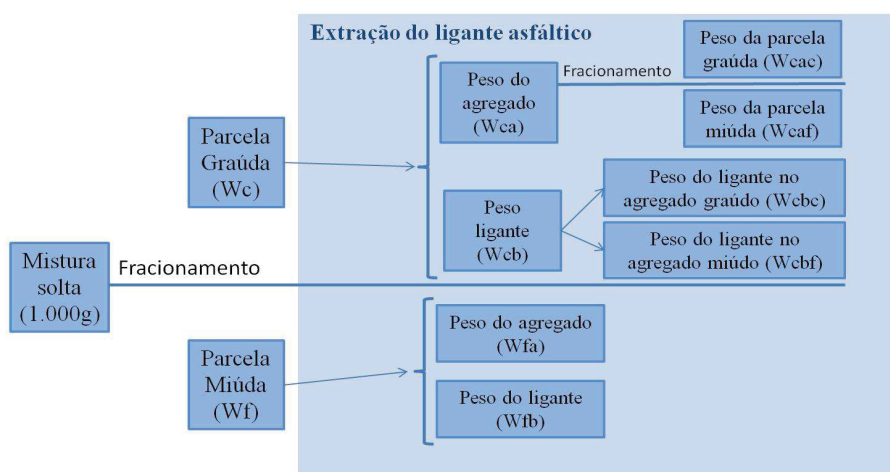 Extração do ligante asfáltico
Mistura
solta
(1.000g)
Fracionamento
Parcela
Graúda
(Wc)
Peso do
agregado
(Wca)
Fracionamento
Peso da parcela
graúda (Wcac)
Peso da parcela
miúda (Wcaf)
Peso
ligante
(Wcb)
Peso do ligante no
agregado graúdo (Wcbc)
Peso do ligante no
agregado miúdo (Wcbf)
Parcela
Miúda
(Wf)
Peso do agregado
(Wfa)
Peso do ligante
(Wfb)